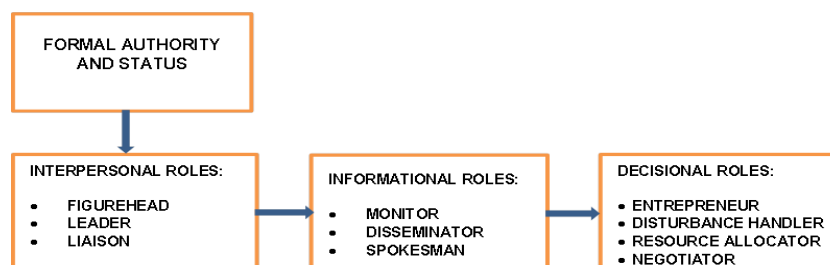 FORMAL AUTHORITY
AND STATUS
INTERPERSONAL ROLES:
• FIGUREHEAD
• LEADER
• LIAISON
INFORMATIONAL ROLES:
• MONITOR
• DISSEMINATOR
• SPOKESMAN
DECISIONAL ROLES:
• ENTREPRENEUR
• DISTURBANCE HANDLER
• RESOURCE ALLOCATOR
• NEGOTIATOR